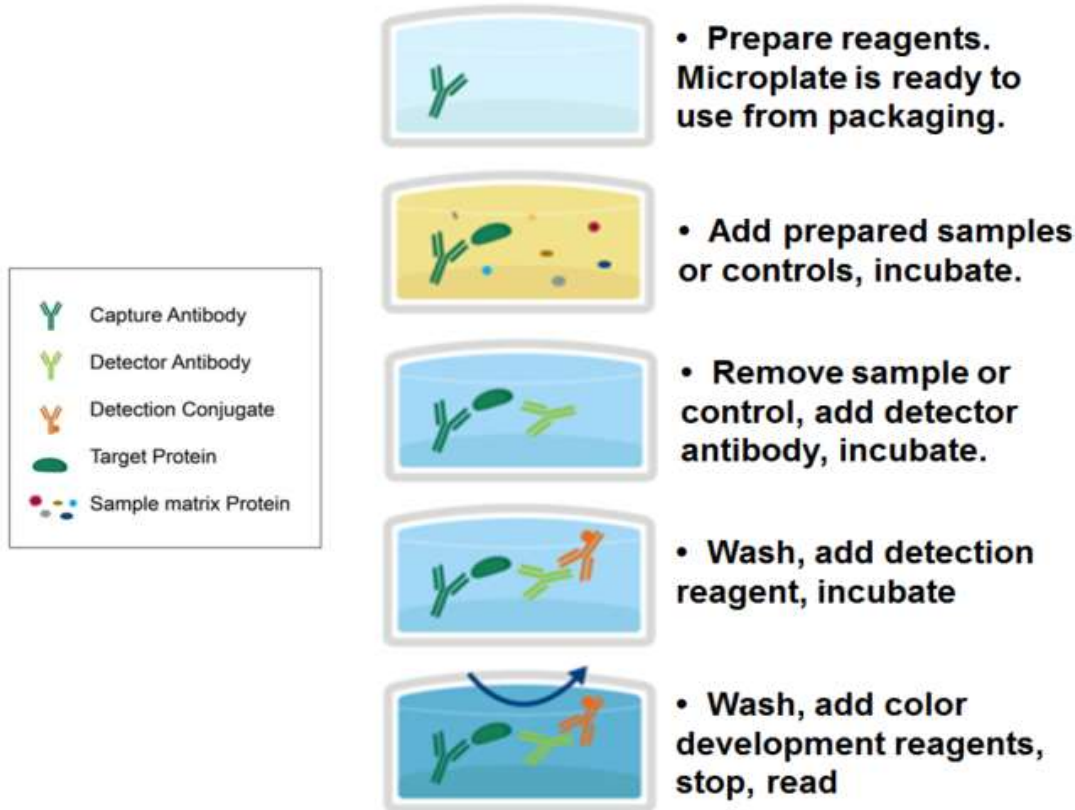 • Prepare reagents.
Microplate is ready to
use from packaging.
• Add prepared samples
or controls, incubate.
Capture Antibody
Detector Antibody
Detection Conjugate
Target Protein
Sample matrix Protein
• Remove sample or
control, add detector
antibody, incubate.
• Wash, add detection
reagent, incubate
• Wash, add color
development reagents,
stop, read